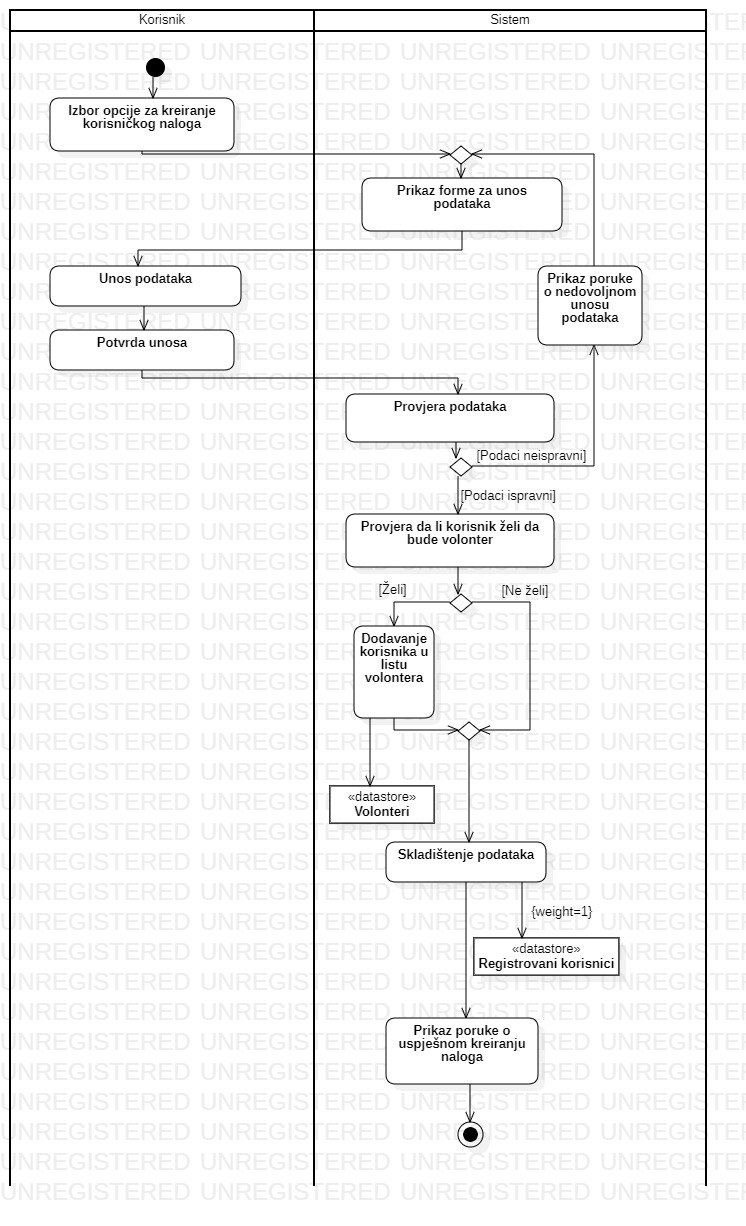 Korisnik
Sistem
Izbor opcije za kreiranje
korisničkog naloga
Prikaz forme za unos
podataka
Unos podataka
Prikaz poruke
o nedovoljnom
unosu
podataka
Potvrda unosa
Provjera podataka
[Podaci neispravni]
[Podaci ispravni]
Provjera da li korisnik želi da
bude volonter
[Želi]
[Ne želi]
Dodavanje
korisnika u
listu
volontera
«datastore»
Volonteri
Skladištenje podataka
{weight=1}
«datastore»
Registrovani korisnici
Prikaz poruke o
uspješnom kreiranju
naloga
UNREGISTERED